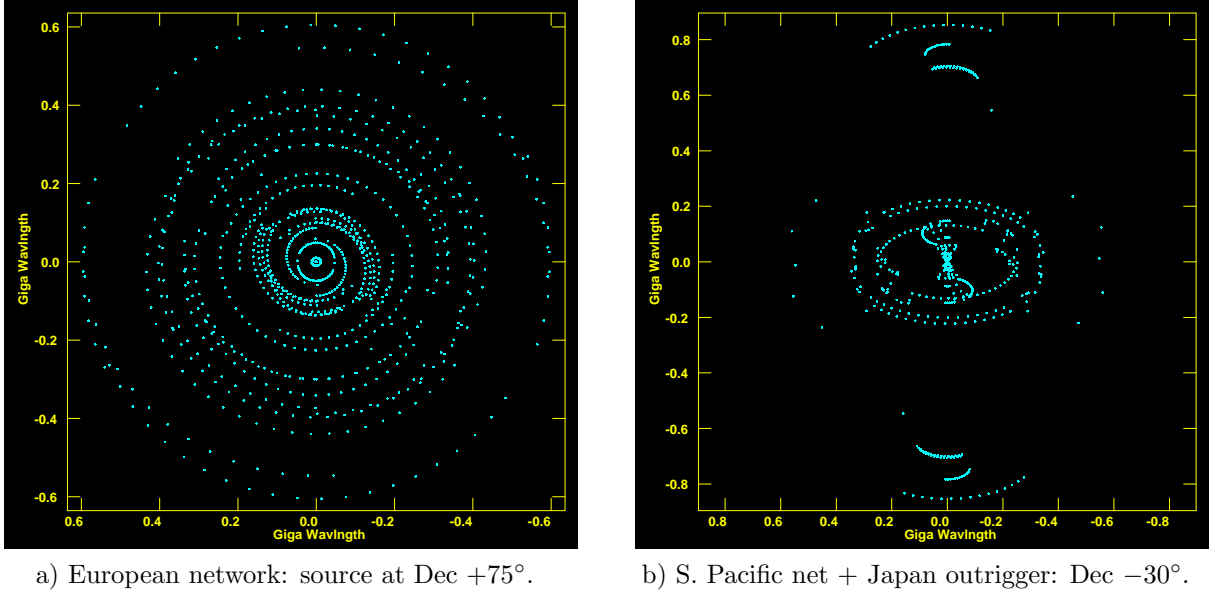 0.6
0.4
0.2
0.0
-0.2
-0.4
-0.6
Giga Wavlngth
0.6 0.4 0.2 0.0 -0.2 -0.4 -0.6
Giga Wavlngth
a) European network: source at Dec +75°.
0.8
0.6
0.4
0.2
0.0
-0.2
-0.4
-0.6
-0.8
Giga Wavlngth
0.8 0.6 0.4 0.2 0.0 -0.2 -0.4 -0.6 -0.8
Giga Wavlngth
b) S. Pacific net + Japan outrigger: Dec −30°.